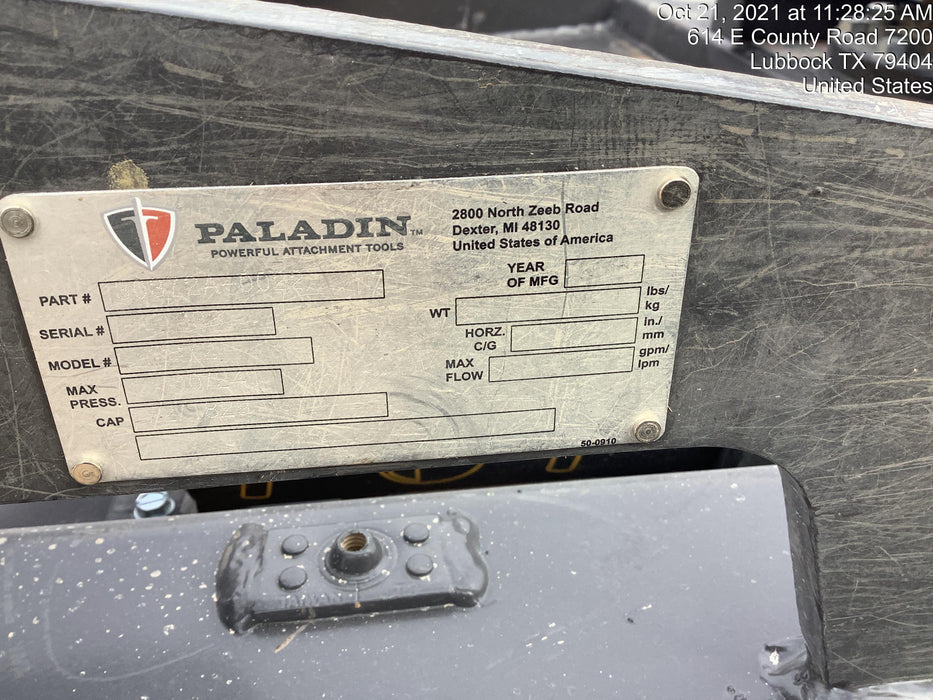 Oct 21, 2021 at 11:28:25 AM
614 E County Road 7200
Lubbock TX 79404
United States
PALADIN™
POWERFUL ATTACHMENT TOOLS
2800 North Zeeb Road
Dexter, MI 48130
United States of America
PART #
SERIAL #
MODEL #
MAX
PRESS.
CAP
YEAR
OF MFG
WT
lbs/
kg
HORZ.
C/G
in./
mm
MAX
FLOW
gpm/
lpm
50-0910